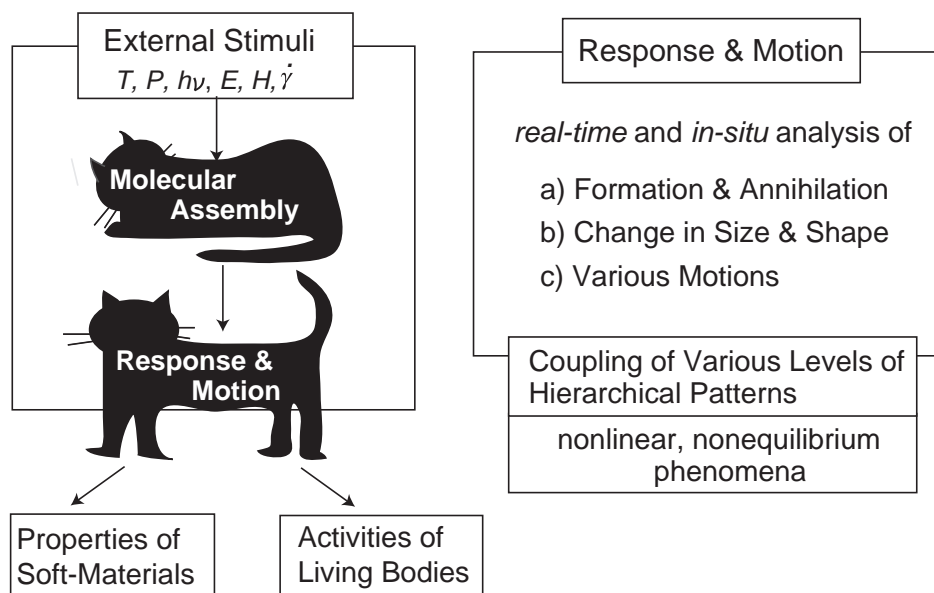 External Stimuli
T, P, hν, E, H, γ̇
Molecular
Assembly
Response &
Motion
Properties of
Soft-Materials
Activities of
Living Bodies
Response & Motion
real-time and in-situ analysis of
a) Formation & Annihilation
b) Change in Size & Shape
c) Various Motions
Coupling of Various Levels of
Hierarchical Patterns
nonlinear, nonequilibrium
phenomena